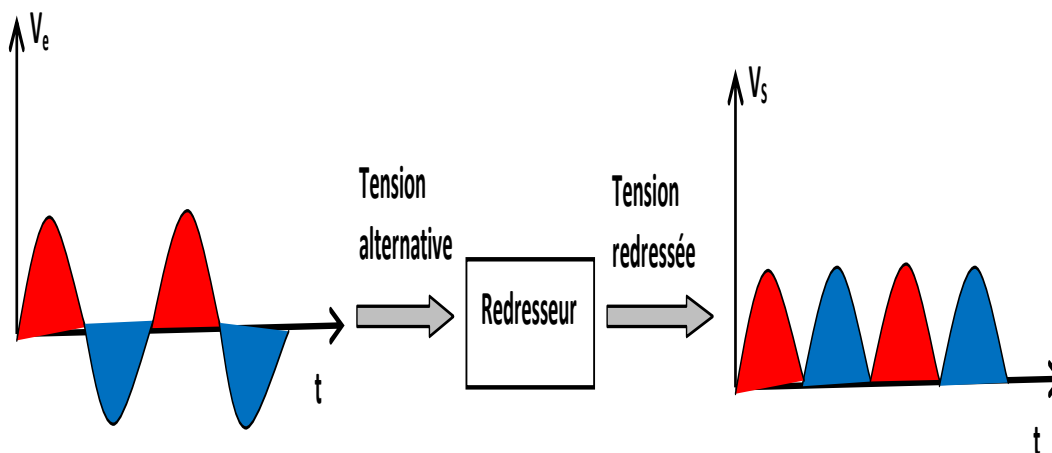 Ve
t
Tension
alternative
Redresseur
Tension
redressée
VS
t